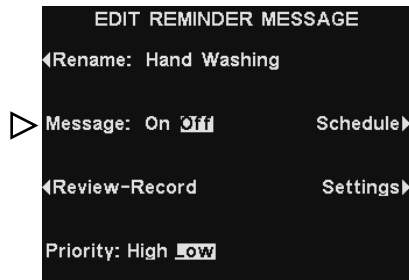 EDIT REMINDER MESSAGE
Rename: Hand Washing
Message: On Off Schedule
Review-Record Settings
Priority: High Low